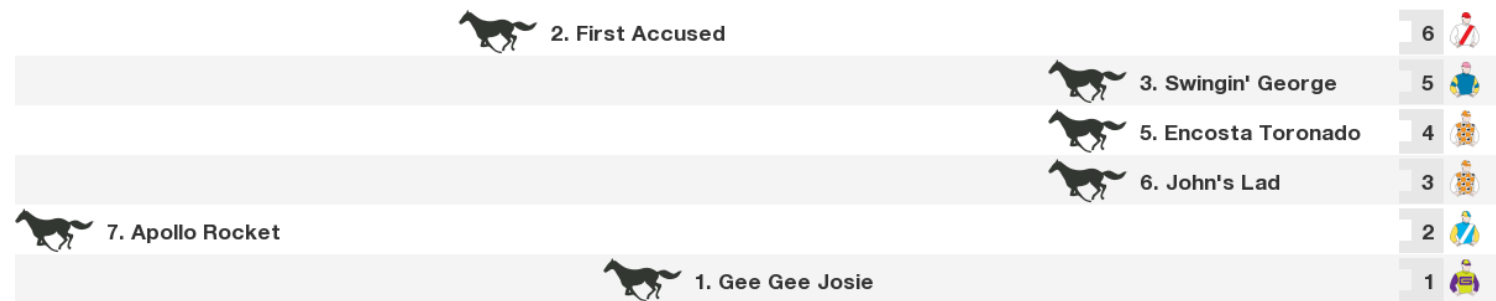 2. First Accused 6
3. Swingin' George 5
5. Encosta Toronado 4
6. John's Lad 3
7. Apollo Rocket 2
1. Gee Gee Josie 1